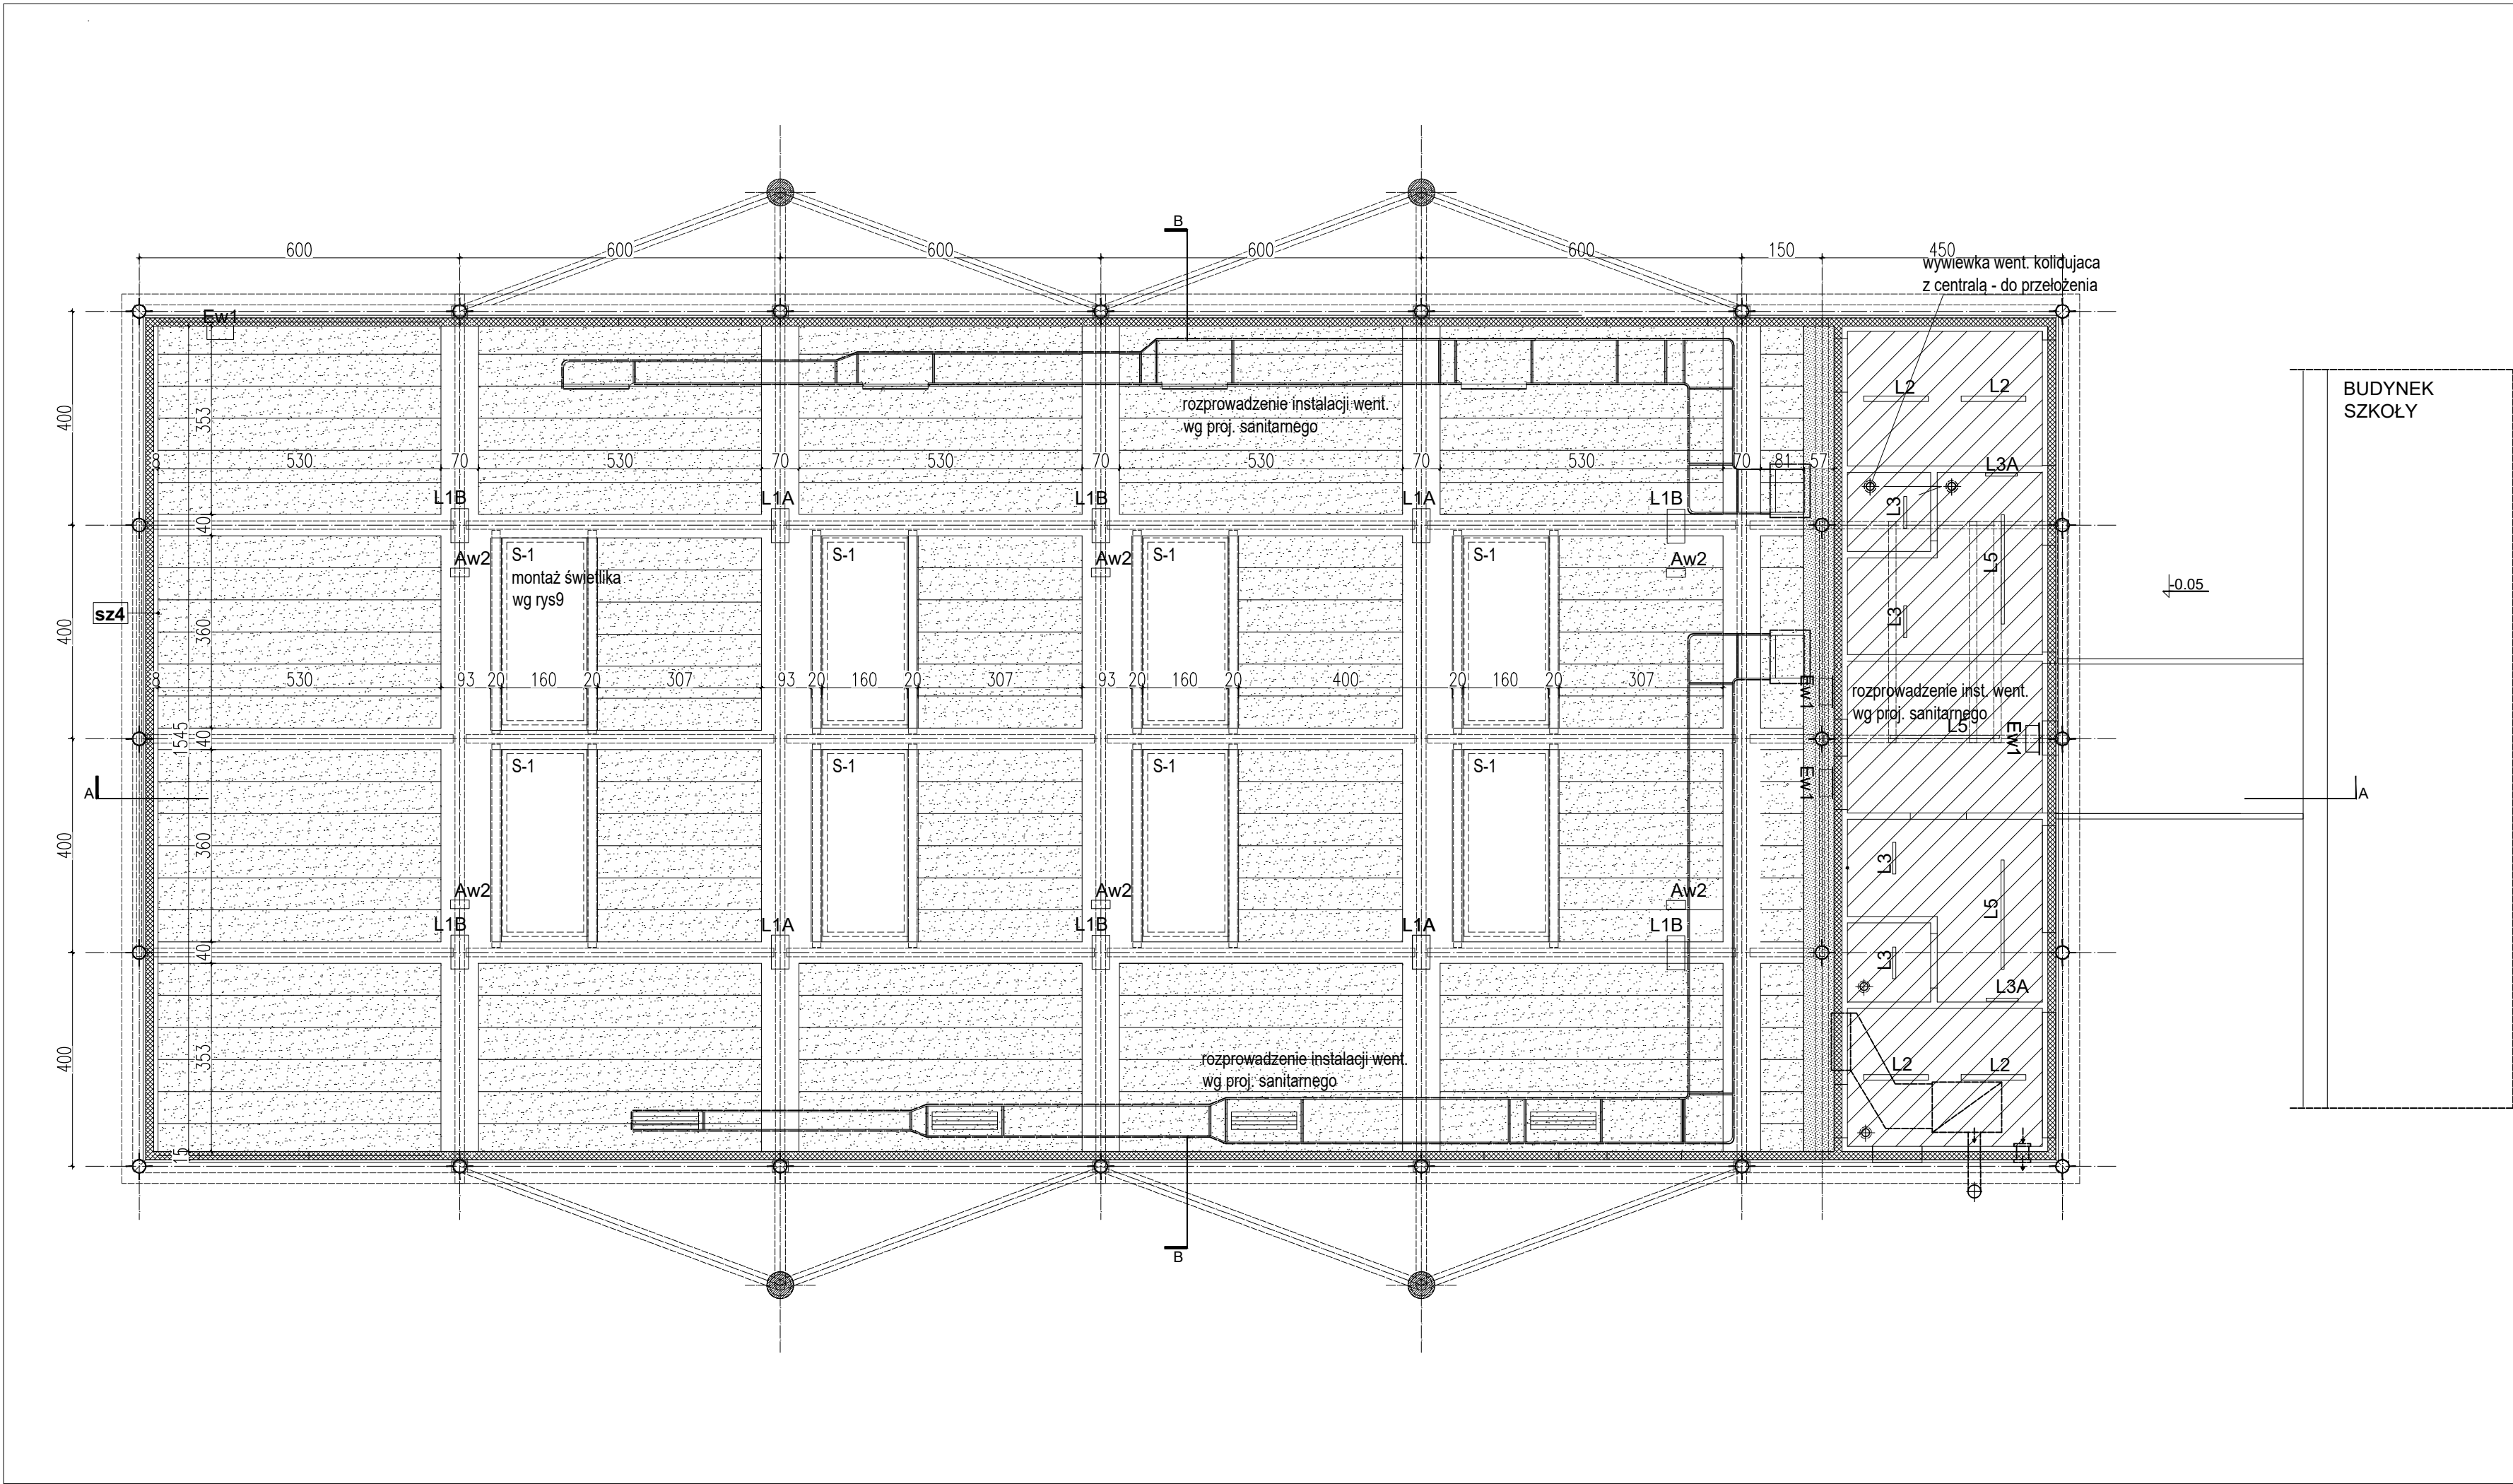 B
600
600
600
600
600
150
450
wywiewka went. kolidujaca
z centralą - do przełożenia
Ew1
BUDYNEK
SZKOŁY
L2
L2
400
353
rozprowadzenie instalacji went.
wg proj. sanitarnego
8
530
70
530
70
530
70
530
70
530
70
81
57
L3A
L1B
L1A
L1B
L1A
L1B
L3
40
S-1
S-1
S-1
S-1
Aw2
Aw2
Aw2
L5
montaż świetlika
wg rys9
-0.05
sz4
400
360
L3
8
530
93
20
160
20
307
93
20
160
20
307
93
20
160
20
400
20
160
20
307
Ew1
rozprowadzenie inst. went.
wg proj. sanitarnego
L5
EW1
1545
40
S-1
S-1
S-1
S-1
Ew1
A
A
400
360
L3
Aw2
Aw2
Aw2
L5
L1B
L1A
L1B
L1A
L1B
40
L3
L3A
400
353
rozprowadzenie instalacji went.
wg proj. sanitarnego
L2
L2
15
B